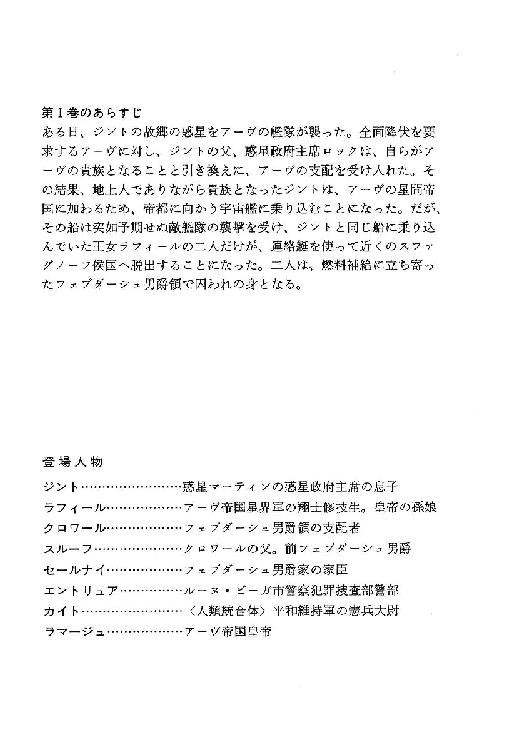 第Ⅰ巻のあらすじ
ある日、ジントの故郷の惑星をアーヴの艦隊が襲った。全面降伏を要
求するアーヴに対し、ジントの父、惑星政府主席ロックは、自らがア
ーヴの貴族となることと引き換えに、アーヴの支配を受け入れた。そ
の結果、地上人でありながら貴族となったジントは、アーヴの星間帝
国に加わるため、帝都に向かう宇宙艦に乗り込むことになった。だが、
その船は突如予期せぬ敵艦隊の襲撃を受け、ジントと同じ船に乗り込
んでいた王女ラフィールの二人だけが、連絡艇を使って近くのスファ
グノーフ侯国へ脱出することになった。二人は、燃料補給に立ち寄っ
たフェブダーシュ男爵領で囚われの身となる。
登場人物
ジント……………………惑星マーティンの惑星政府主席の息子
ラフィール………………アーヴ帝国星界軍の翔士修技生。皇帝の孫娘
クロワール………………フェブダーシュ男爵領の支配者
スルーフ…………………クロワールの父。前フェブダーシュ男爵
セールナイ………………フェブダーシュ男爵家の家臣
エントリュア……………ルーヌ・ビーガ市警察犯罪捜査部警部
カイト……………………〈人類統合体〉平和維持軍の憲兵大尉
ラマージュ………………アーヴ帝国皇帝